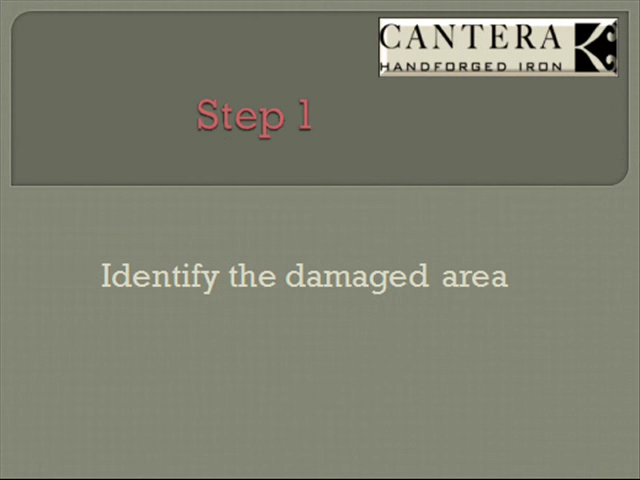 CANTERA
HANDFORGED IRON
Step 1
Identify the damaged area